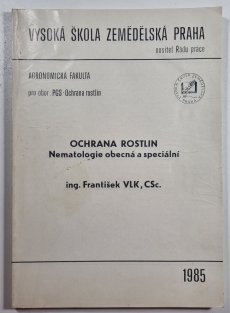 VYSOKÁ ŠKOLA ZEMĚDĚLSKÁ PRAHA
nositel Řádu práce
AGRONOMICKÁ FAKULTA
pro obor PGS-Ochrana rostlin
OCHRANA ROSTLIN
Nematologie obecná a speciální
ing. František VLK, CSc.
1985